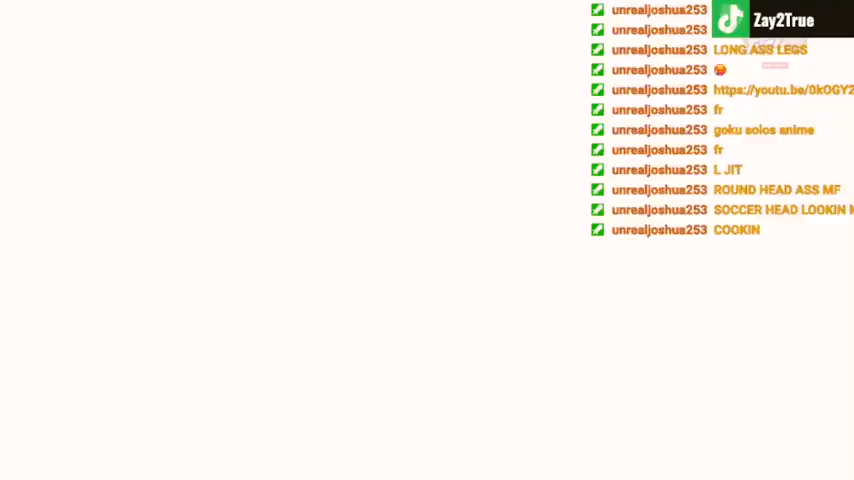 unrealjoshua253
Zay2True
unrealjoshua253
unrealjoshua253 LONG ASS LEGS
unrealjoshua253
unrealjoshua253 https://youtu.be/0kOGY2
unrealjoshua253 fr
unrealjoshua253 goku solos anime
unrealjoshua253 fr
unrealjoshua253 L JIT
unrealjoshua253 ROUND HEAD ASS MF
unrealjoshua253 SOCCER HEAD LOOKIN M
unrealjoshua253 COOKIN